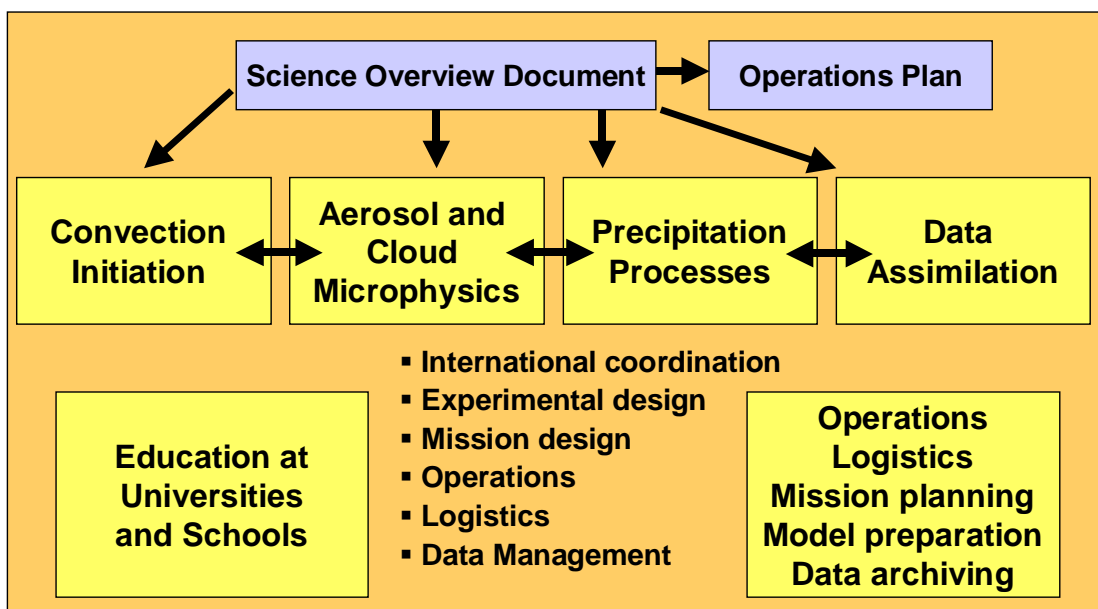 Science Overview Document
Operations Plan
Convection
Initiation
Aerosol and
Cloud
Microphysics
Precipitation
Processes
Data
Assimilation
▪ International coordination
▪ Experimental design
▪ Mission design
▪ Operations
▪ Logistics
▪ Data Management
Education at
Universities
and Schools
Operations
Logistics
Mission planning
Model preparation
Data archiving